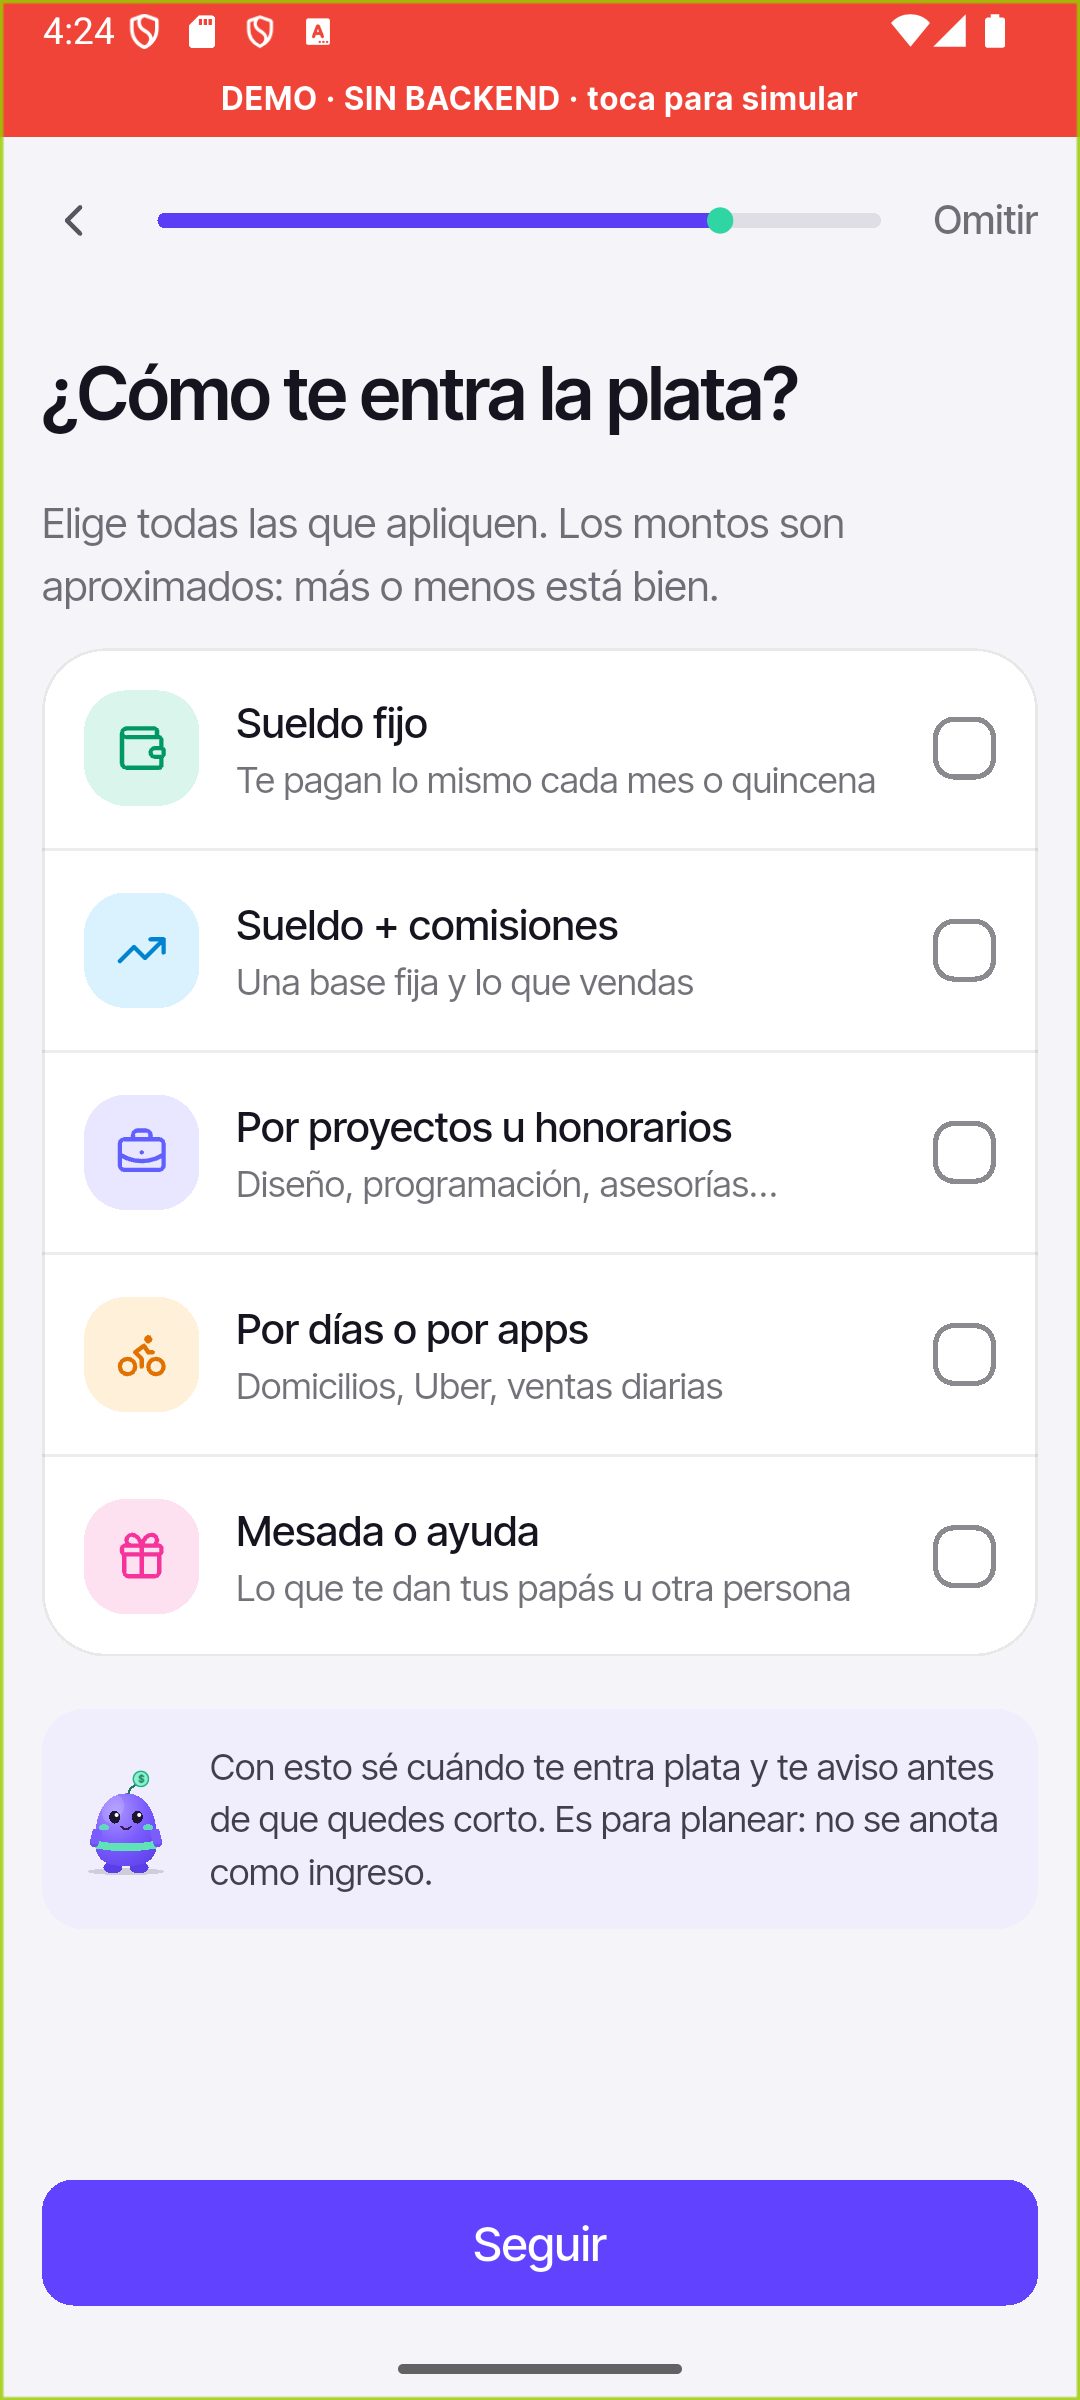 4:24
DEMO · SIN BACKEND · toca para simular
Omitir
¿Cómo te entra la plata?
Elige todas las que apliquen. Los montos son
aproximados: más o menos está bien.
Sueldo fijo
Te pagan lo mismo cada mes o quincena
Sueldo + comisiones
Una base fija y lo que vendas
Por proyectos u honorarios
Diseño, programación, asesorías...
Por días o por apps
Domicilios, Uber, ventas diarias
Mesada o ayuda
Lo que te dan tus papás u otra persona
Con esto sé cuándo te entra plata y te aviso antes
de que quedes corto. Es para planear: no se anota
como ingreso.
Seguir